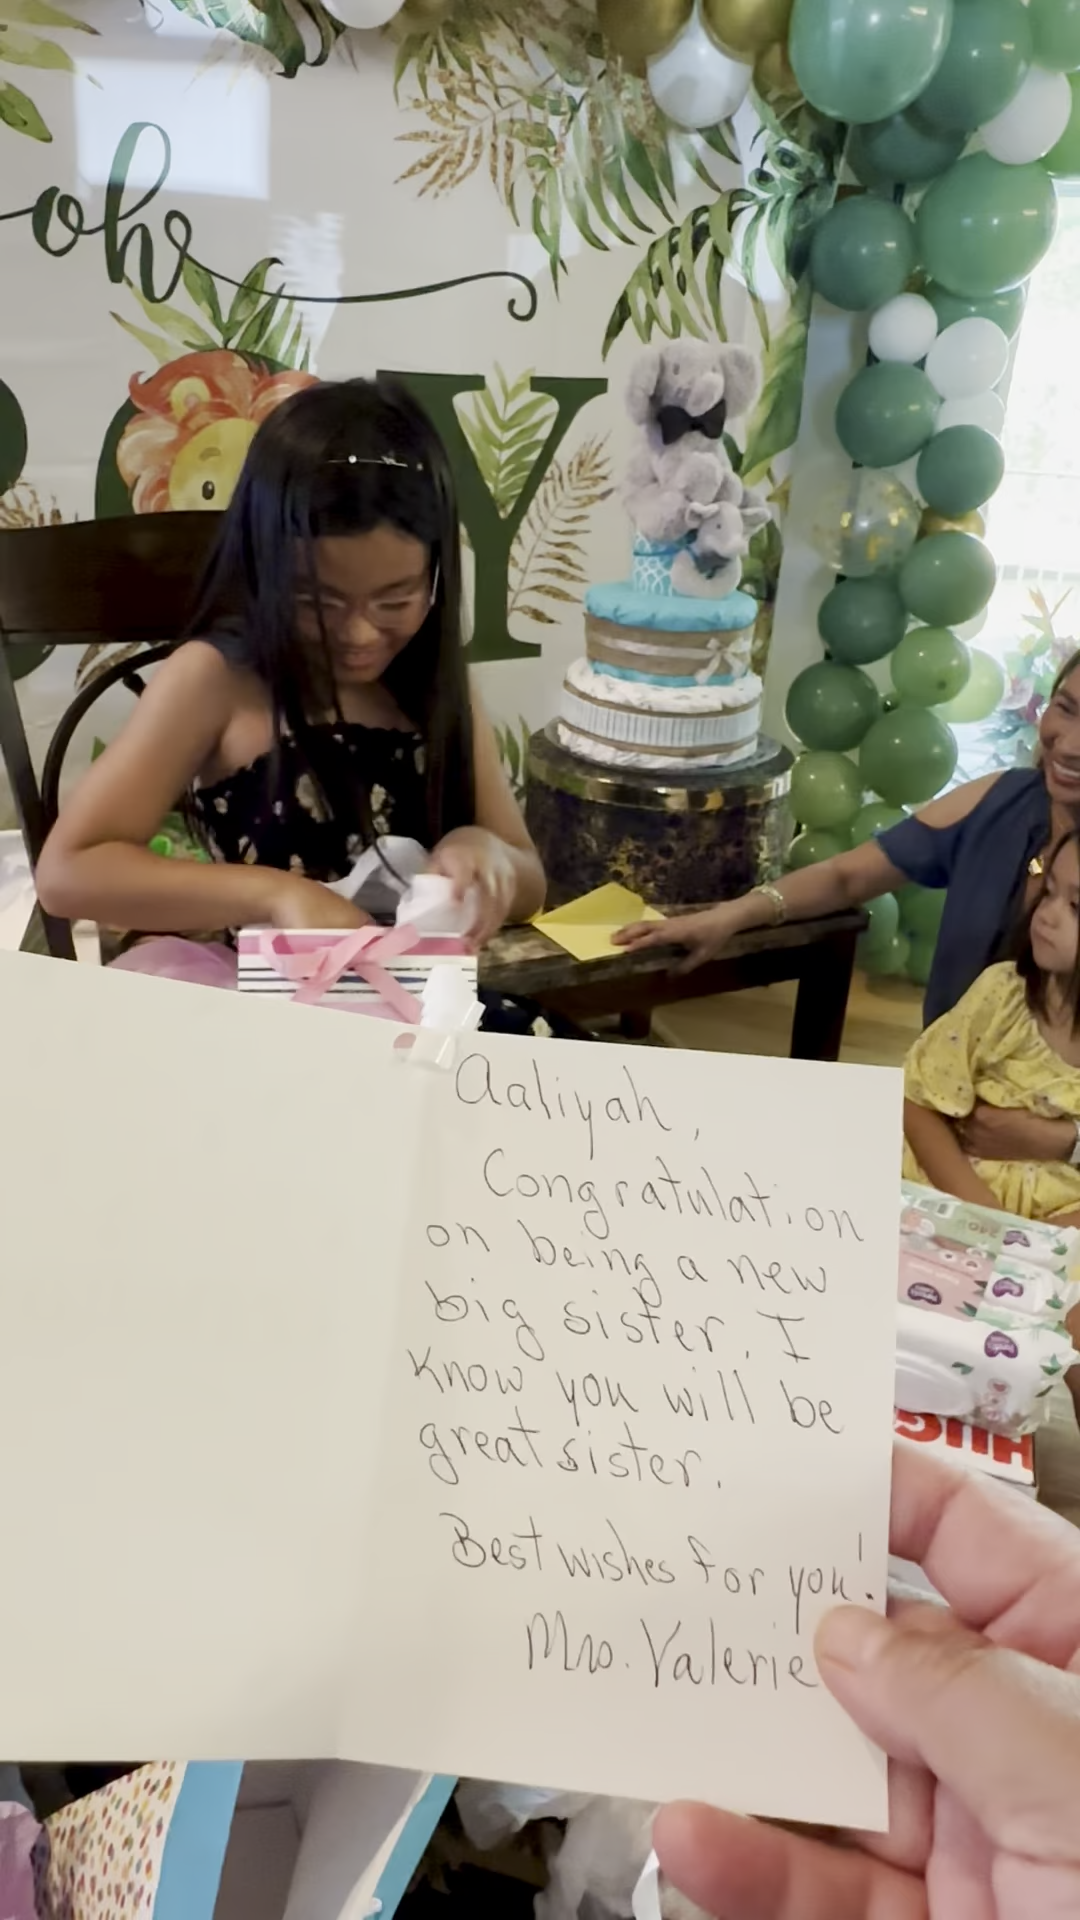 oh
OY
Aaliyah,
Congratulation
on being a new
big sister. I
know you will be
great sister.
Best wishes for you!
Mrs. Valerie
HUG